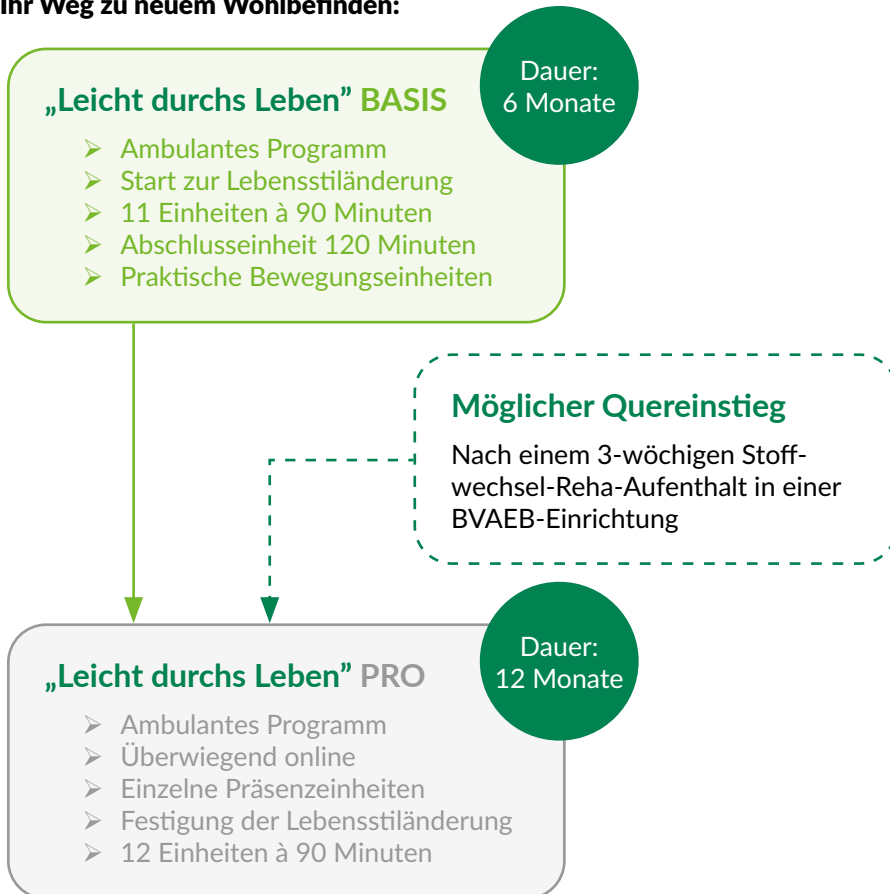 Ihr Weg zu neuem Wohlbefinden:
Dauer:
6 Monate
„Leicht durchs Leben” BASIS
➢ Ambulantes Programm
➢ Start zur Lebensstiländerung
➢ 11 Einheiten à 90 Minuten
➢ Abschlusseinheit 120 Minuten
➢ Praktische Bewegungseinheiten
Möglicher Quereinstieg
Nach einem 3-wöchigen Stoff-
wechsel-Reha-Aufenthalt in einer
BVAEB-Einrichtung
Dauer:
12 Monate
„Leicht durchs Leben” PRO
➢ Ambulantes Programm
➢ Überwiegend online
➢ Einzelne Präsenzeinheiten
➢ Festigung der Lebensstiländerung
➢ 12 Einheiten à 90 Minuten